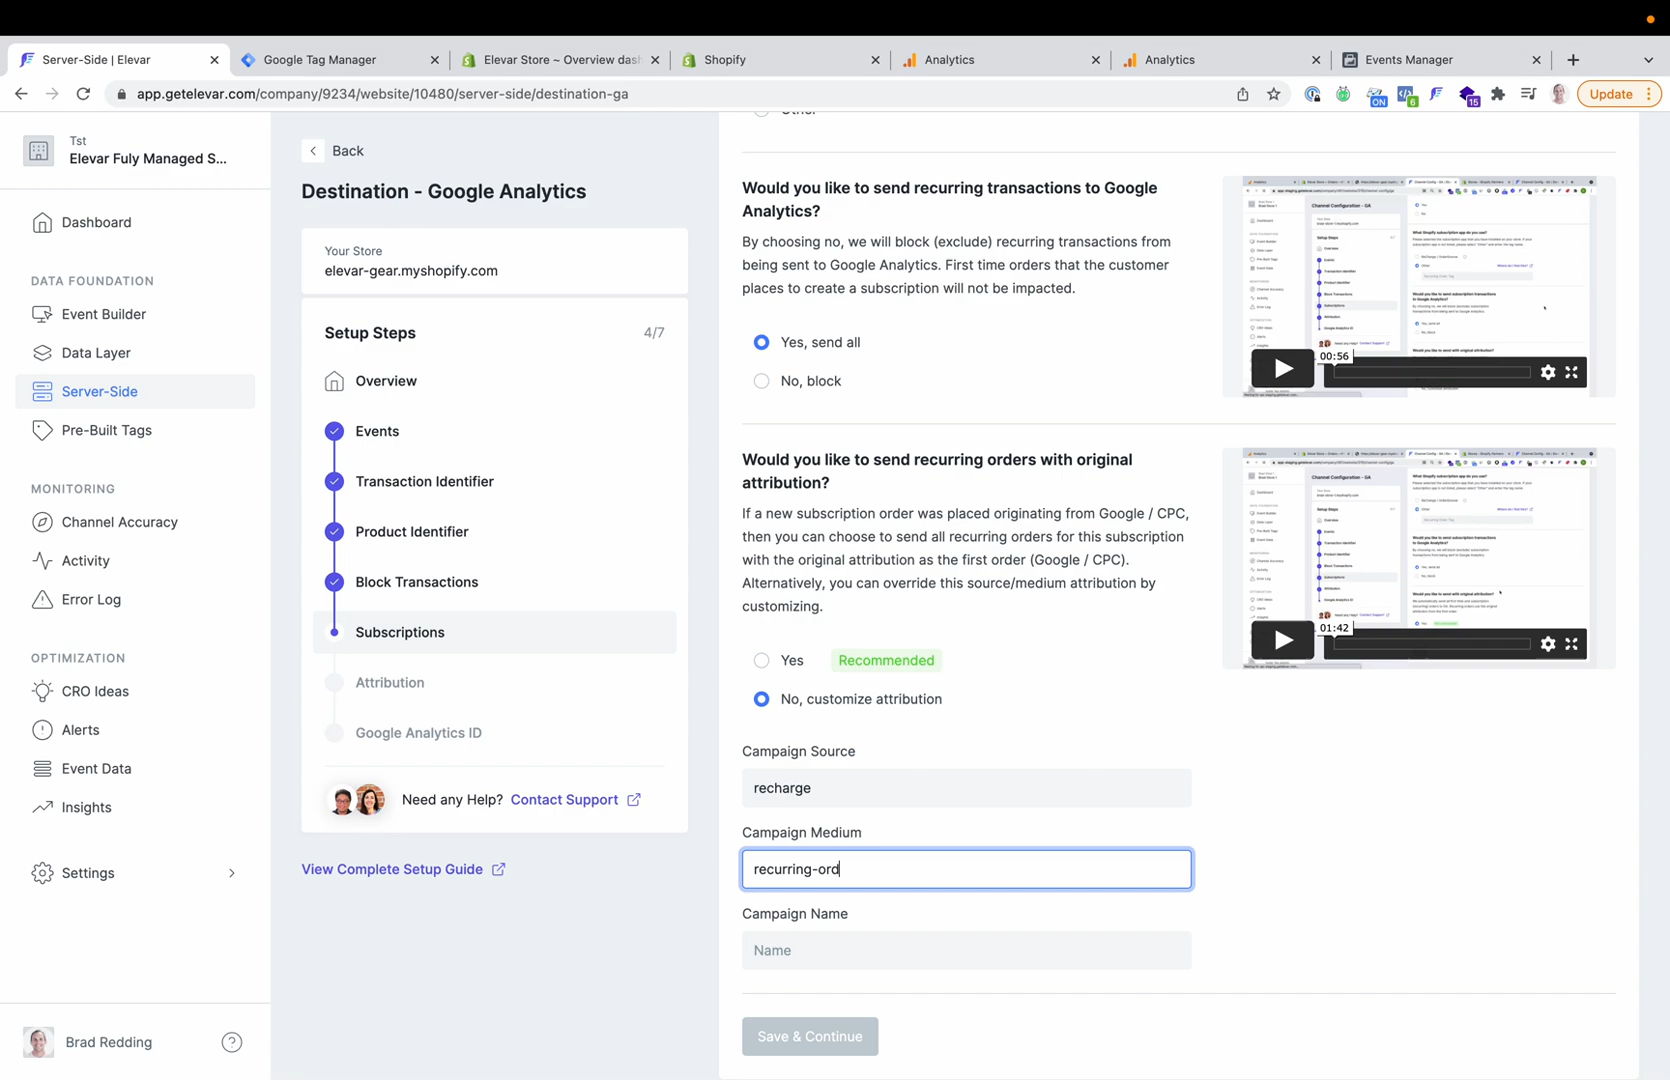 Server-Side | Elevar
Google Tag Manager
Elevar Store ~ Overview dash
Shopify
Analytics
Analytics
Events Manager
app.getelevar.com/company/9234/website/10480/server-side/destination-ga
ON
6
15
Update
Tst
Elevar Fuly Managed S...
Dashboard
DATA FOUNDATION
Event Builder
Data Layer
Server-Side
Pre-Built Tags
MONITORING
Channel Accuracy
Activity
Error Log
OPTIMIZATION
CRO Ideas
Alerts
Event Data
Insights
Settings
Brad Redding
Back
Destination - Google Analytics
Your Store
elevar-gear.myshopify.com
Setup Steps
4/7
Overview
Events
Transaction Identifier
Product Identifier
Block Transactions
Subscriptions
Attribution
Google Analytics ID
Need any Help? Contact Support
View Complete Setup Guide
Other
Would you like to send recurring transactions to Google
Analytics?
By choosing no, we will block (exclude) recurring transactions from
being sent to Google Analytics. First time orders that the customer
places to create a subscription will not be impacted.
Yes, send all
No, block
00:56
Would you like to send recurring orders with original
attribution?
If a new subscription order was placed originating from Google / CPC,
then you can choose to send all recurring orders for this subscription
with the original attribution as the first order (Google / CPC).
Alternatively, you can override this source/medium attribution by
customizing.
Yes
Recommended
No, customize attribution
01:42
Campaign Source
recharge
Campaign Medium
recurring-ord
Campaign Name
Name
Save & Continue